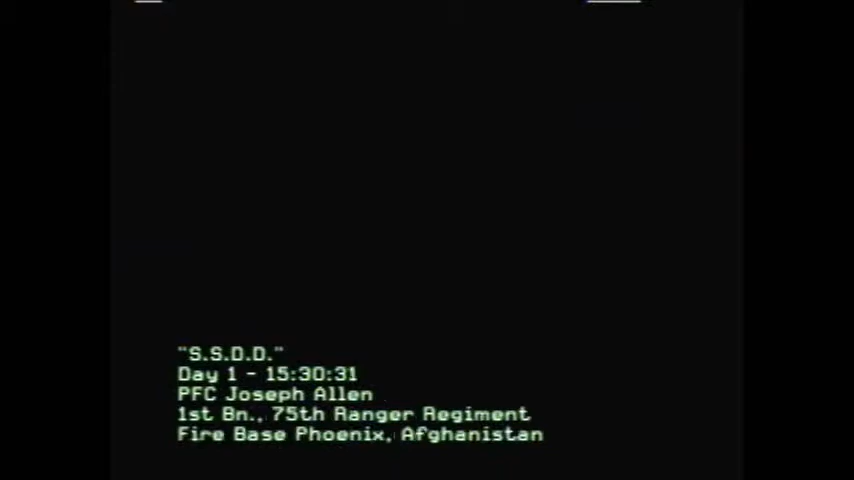 "S.S.D.D."
Day 1 - 15:30:31
PFC Joseph Allen
1st Bn., 75th Ranger Regiment
Fire Base Phoenix, Afghanistan